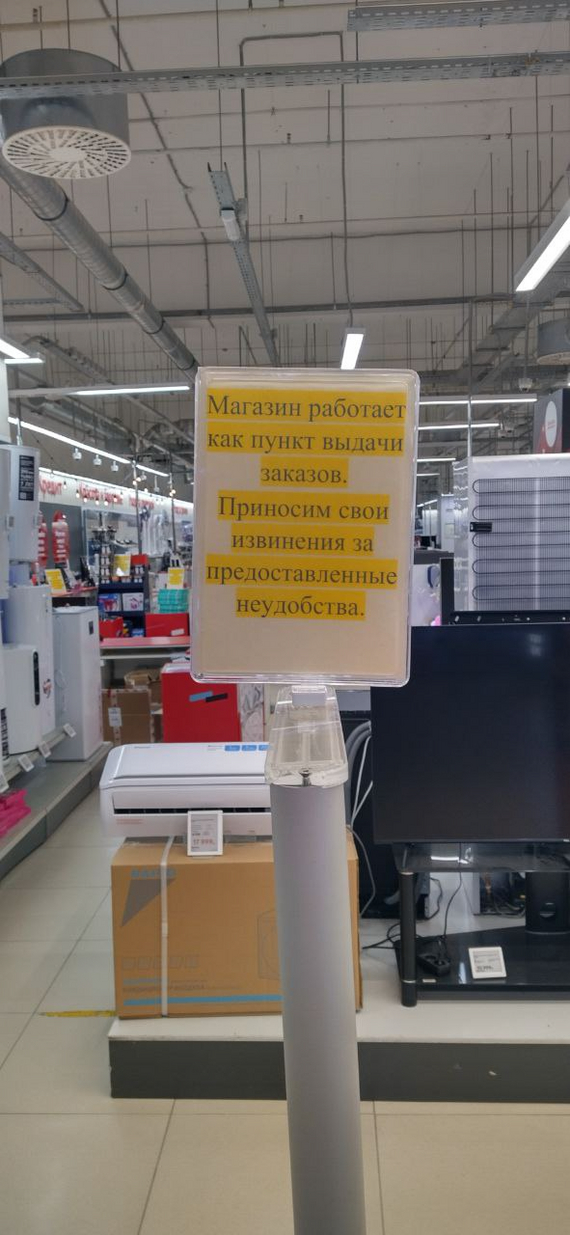 Магазин работает
как пункт выдачи
заказов.
Приносим свои
извинения за
предоставленные
неудобства.